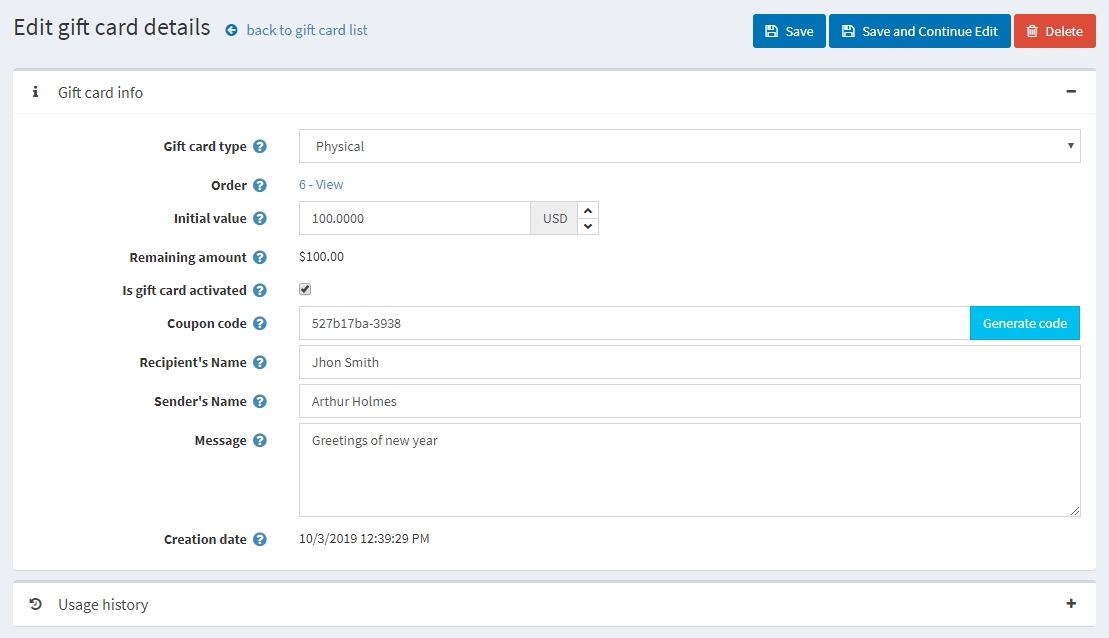 Edit gift card details back to gift card list Save Save and Continue Edit Delete
Gift card info
Gift card type Physical
Order 6 - View
Initial value 100.0000 USD
Remaining amount $100.00
Is gift card activated
Coupon code 527b17ba-3938 Generate code
Recipient's Name Jhon Smith
Sender's Name Arthur Holmes
Message Greetings of new year
Creation date 10/3/2019 12:39:29 PM
Usage history